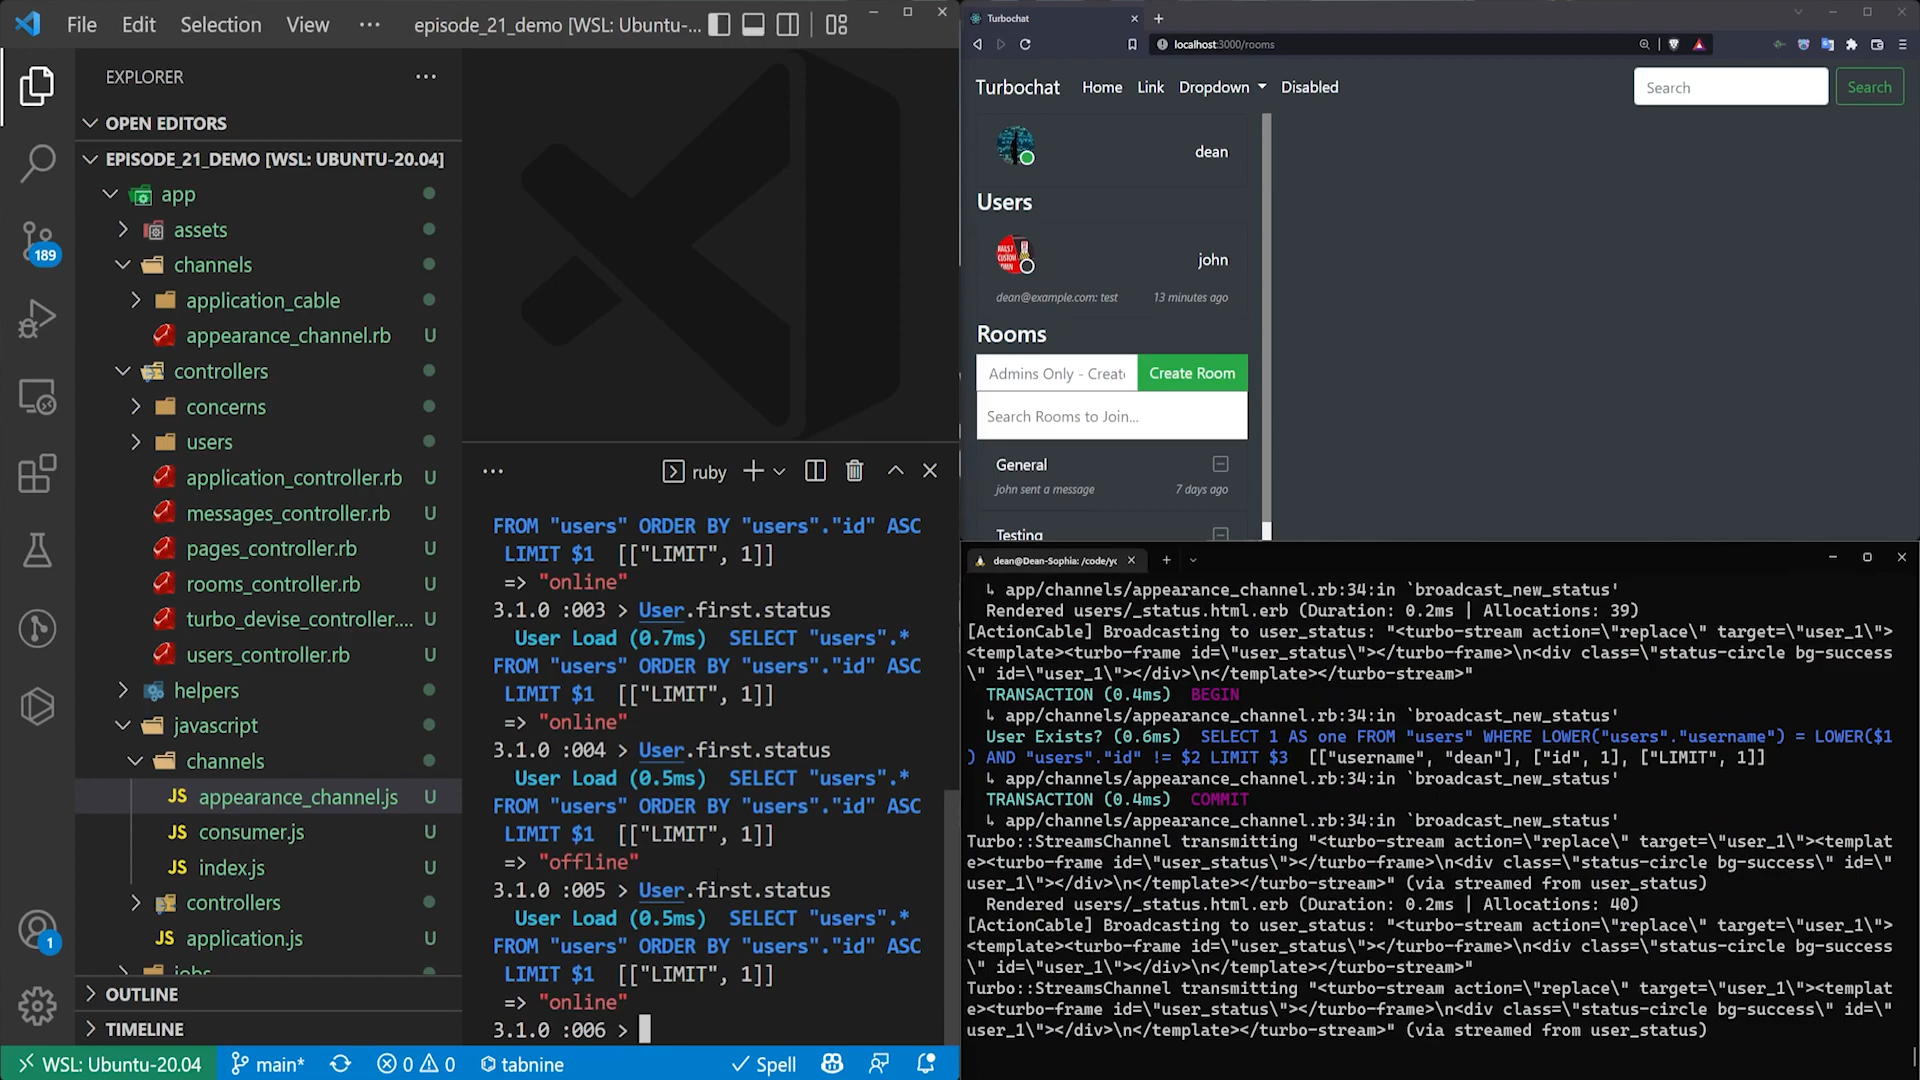 File Edit Selection View ··· episode_21_demo [WSL: Ubuntu-...
EXPLORER
OPEN EDITORS
EPISODE_21_DEMO [WSL: UBUNTU-20.04]
app
assets
channels
application_cable
appearance_channel.rb U
controllers
concerns
users
application_controller.rb U
messages_controller.rb U
pages_controller.rb U
rooms_controller.rb U
turbo_devise_controller.... U
users_controller.rb U
helpers
javascript
channels
JS appearance_channel.js U
JS consumer.js U
JS index.js U
controllers
JS application.js U
jobs
OUTLINE
TIMELINE
189
1
ruby
FROM "users" ORDER BY "users"."id" ASC
LIMIT $1 [["LIMIT", 1]]
=> "online"
3.1.0 :003 > User.first.status
User Load (0.7ms) SELECT "users".*
FROM "users" ORDER BY "users"."id" ASC
LIMIT $1 [["LIMIT", 1]]
=> "online"
3.1.0 :004 > User.first.status
User Load (0.5ms) SELECT "users".*
FROM "users" ORDER BY "users"."id" ASC
LIMIT $1 [["LIMIT", 1]]
=> "offline"
3.1.0 :005 > User.first.status
User Load (0.5ms) SELECT "users".*
FROM "users" ORDER BY "users"."id" ASC
LIMIT $1 [["LIMIT", 1]]
=> "online"
3.1.0 :006 >
WSL: Ubuntu-20.04 main* 0 0 tabnine Spell
Turbochat
localhost:3000/rooms
Turbochat Home Link Dropdown Disabled Search Search
dean
Users
john
dean@example.com: test 13 minutes ago
Rooms
Admins Only - Create Create Room
Search Rooms to Join...
General
john sent a message 7 days ago
Testing
dean@Dean-Sophia: /code/yc
↳ app/channels/appearance_channel.rb:34:in `broadcast_new_status'
Rendered users/_status.html.erb (Duration: 0.2ms | Allocations: 39)
[ActionCable] Broadcasting to user_status: "<turbo-stream action=\"replace\" target=\"user_1\">
<template><turbo-frame id=\"user_status\"></turbo-frame>\n<div class=\"status-circle bg-success
\" id=\"user_1\"></div>\n</template></turbo-stream>"
TRANSACTION (0.4ms) BEGIN
↳ app/channels/appearance_channel.rb:34:in `broadcast_new_status'
User Exists? (0.6ms) SELECT 1 AS one FROM "users" WHERE LOWER("users"."username") = LOWER($1
) AND "users"."id" != $2 LIMIT $3 [["username", "dean"], ["id", 1], ["LIMIT", 1]]
↳ app/channels/appearance_channel.rb:34:in `broadcast_new_status'
TRANSACTION (0.4ms) COMMIT
↳ app/channels/appearance_channel.rb:34:in `broadcast_new_status'
Turbo::StreamsChannel transmitting "<turbo-stream action=\"replace\" target=\"user_1\"><templat
e><turbo-frame id=\"user_status\"></turbo-frame>\n<div class=\"status-circle bg-success\" id=\"
user_1\"></div>\n</template></turbo-stream>" (via streamed from user_status)
Rendered users/_status.html.erb (Duration: 0.2ms | Allocations: 40)
[ActionCable] Broadcasting to user_status: "<turbo-stream action=\"replace\" target=\"user_1\">
<template><turbo-frame id=\"user_status\"></turbo-frame>\n<div class=\"status-circle bg-success
\" id=\"user_1\"></div>\n</template></turbo-stream>"
Turbo::StreamsChannel transmitting "<turbo-stream action=\"replace\" target=\"user_1\"><templat
e><turbo-frame id=\"user_status\"></turbo-frame>\n<div class=\"status-circle bg-success\" id=\"
user_1\"></div>\n</template></turbo-stream>" (via streamed from user_status)